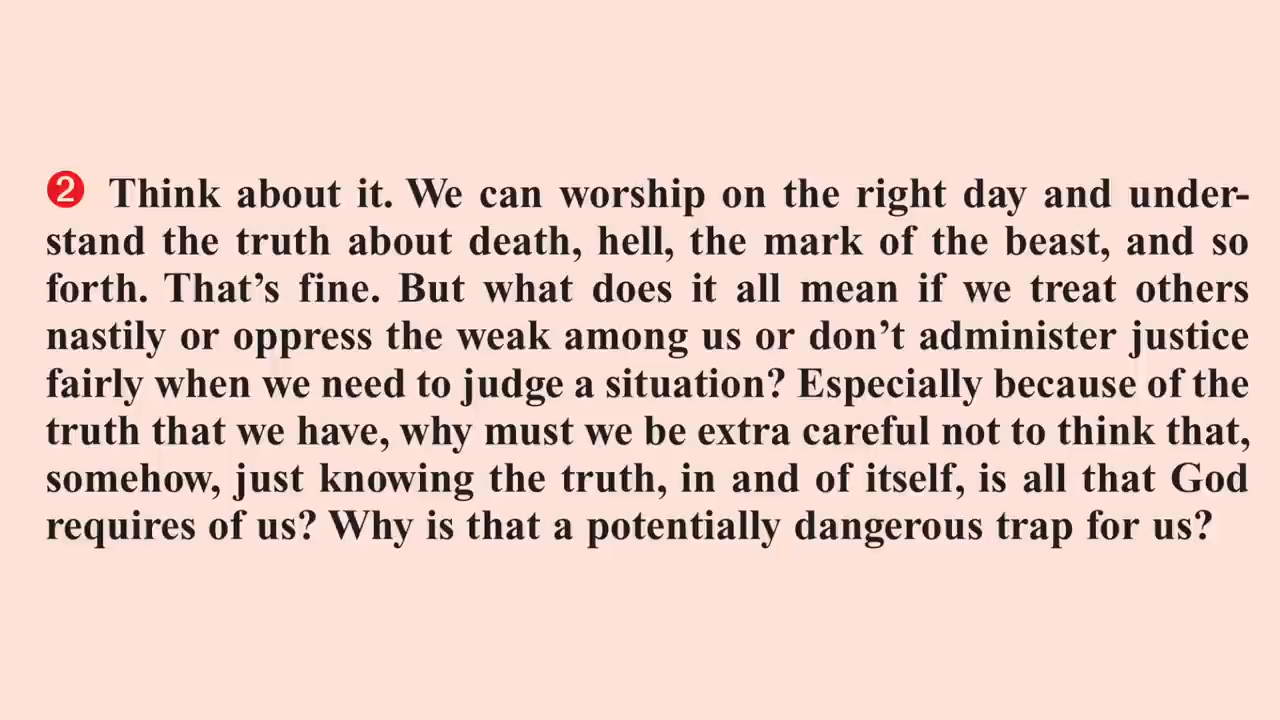 2 Think about it. We can worship on the right day and under-
stand the truth about death, hell, the mark of the beast, and so
forth. That’s fine. But what does it all mean if we treat others
nastily or oppress the weak among us or don’t administer justice
fairly when we need to judge a situation? Especially because of the
truth that we have, why must we be extra careful not to think that,
somehow, just knowing the truth, in and of itself, is all that God
requires of us? Why is that a potentially dangerous trap for us?